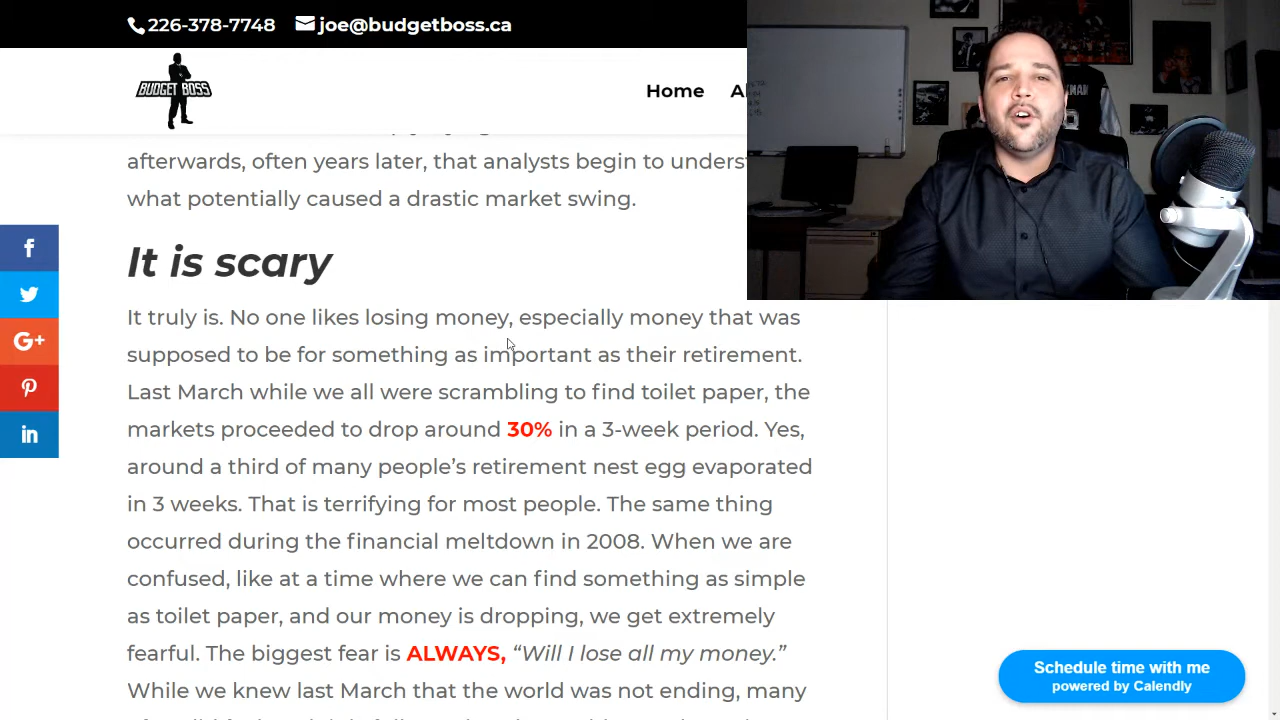 226-378-7748 joe@budgetboss.ca
BUDGET BOSS
Home A
afterwards, often years later, that analysts begin to underst
what potentially caused a drastic market swing.
It is scary
It truly is. No one likes losing money, especially money that was
supposed to be for something as important as their retirement.
Last March while we all were scrambling to find toilet paper, the
markets proceeded to drop around 30% in a 3-week period. Yes,
around a third of many people’s retirement nest egg evaporated
in 3 weeks. That is terrifying for most people. The same thing
occurred during the financial meltdown in 2008. When we are
confused, like at a time where we can find something as simple
as toilet paper, and our money is dropping, we get extremely
fearful. The biggest fear is ALWAYS, “Will I lose all my money.”
While we knew last March that the world was not ending, many
f
G+
in
Schedule time with me
powered by Calendly